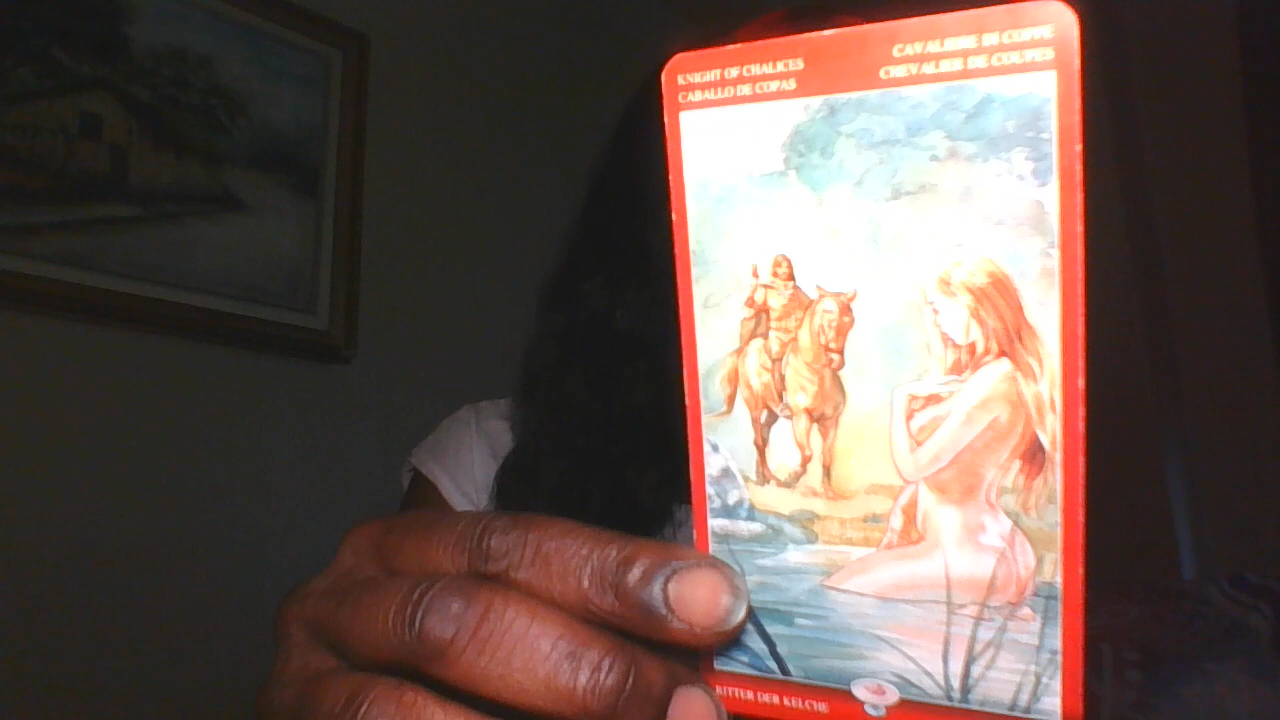 KNIGHT OF CHALICES
CABALLO DE COPAS
CAVALIERE DI COPPE
CHEVALIER DE COUPES
RITTER DER KELCHE